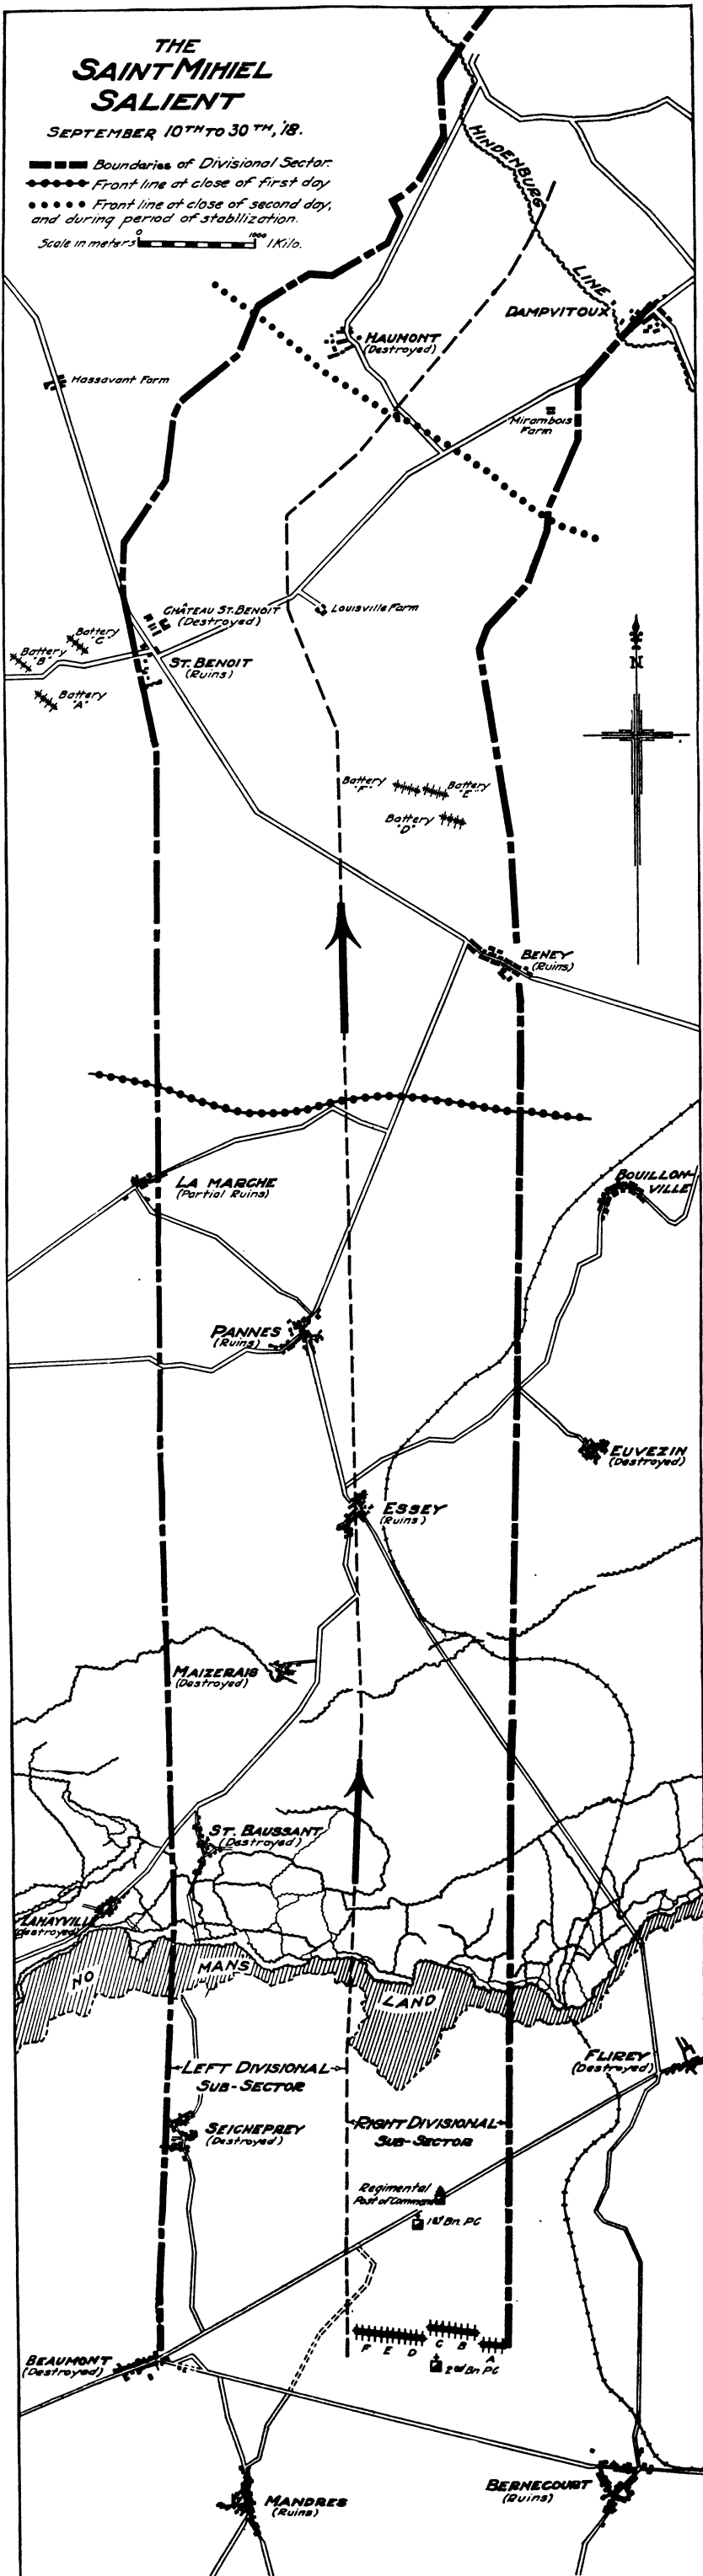 THE
SAINT MIHIEL
SALIENT
SEPTEMBER 10TH TO 30TH, '18.
Boundaries of Divisional Sector.
Front line at close of first day
Front line at close of second day,
and during period of stabilization.
Scale in meters 0 1000 1 Kilo.
HINDENBURG
LINE
DAMPVITOUX
HAUMONT
(Destroyed)
Hassavant Farm
Mirambois
Farm
CHÂTEAU ST. BENOIT
(Destroyed)
Louisville Farm
Battery
"C"
Battery
"B"
ST. BENOIT
(Ruins)
Battery
"A"
N
Battery
"F"
Battery
"E"
Battery
"D"
BENEY
(Ruins)
LA MARCHE
(Partial Ruins)
BOUILLON-
VILLE
PANNES
(Ruins)
EUVEZIN
(Destroyed)
ESSEY
(Ruins)
MAIZERAIS
(Destroyed)
ST. BAUSSANT
(Destroyed)
LAHAYVILLE
(Destroyed)
NO MANS LAND
FLIREY
(Destroyed)
LEFT DIVISIONAL
SUB-SECTOR
RIGHT DIVISIONAL
SUB-SECTOR
SEICHEPREY
(Destroyed)
Regimental
Post of Command
1st Bn. PC
F E D C B A
2nd Bn PC
BEAUMONT
(Destroyed)
MANDRES
(Ruins)
BERNECOURT
(Ruins)